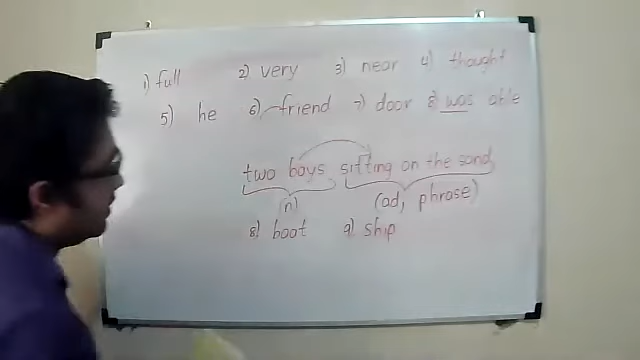 1) full 2) very 3) near 4) thought
5) he 6) friend 7) door 8) was able
two boys sitting on the sand
(n) (ad, phrase)
8) boat 9) ship